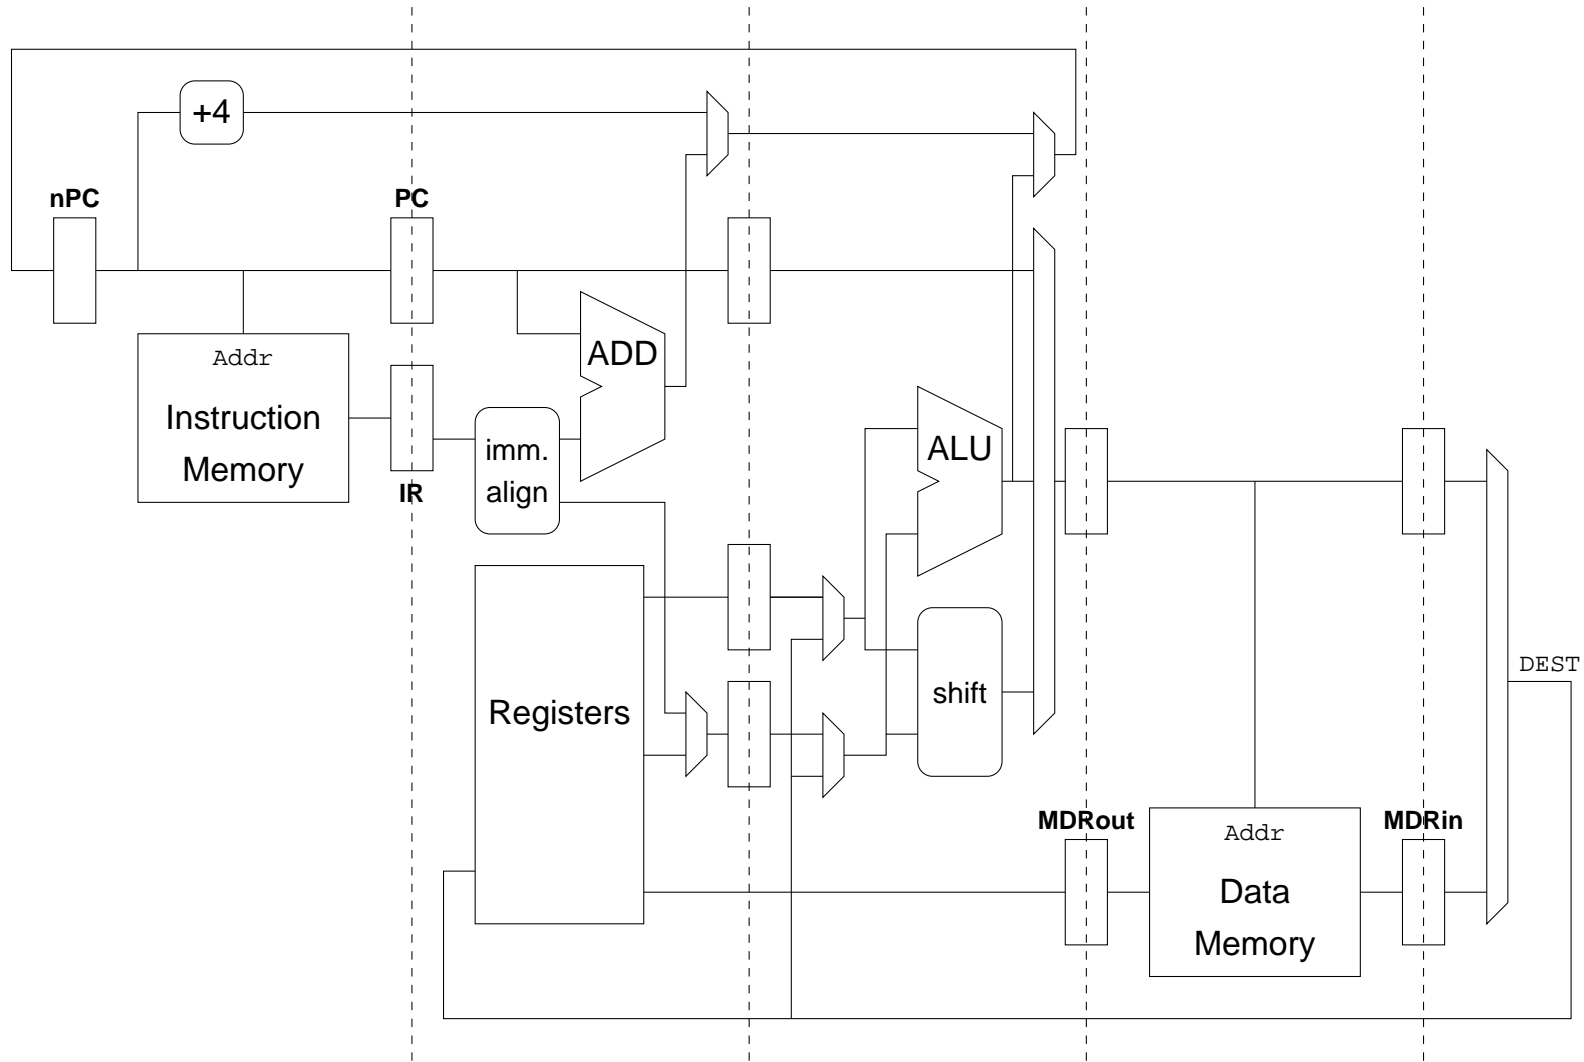 +4
nPC
PC
Addr
Instruction
Memory
IR
imm.
align
ADD
ALU
Registers
shift
DEST
MDRout
Addr
Data
Memory
MDRin